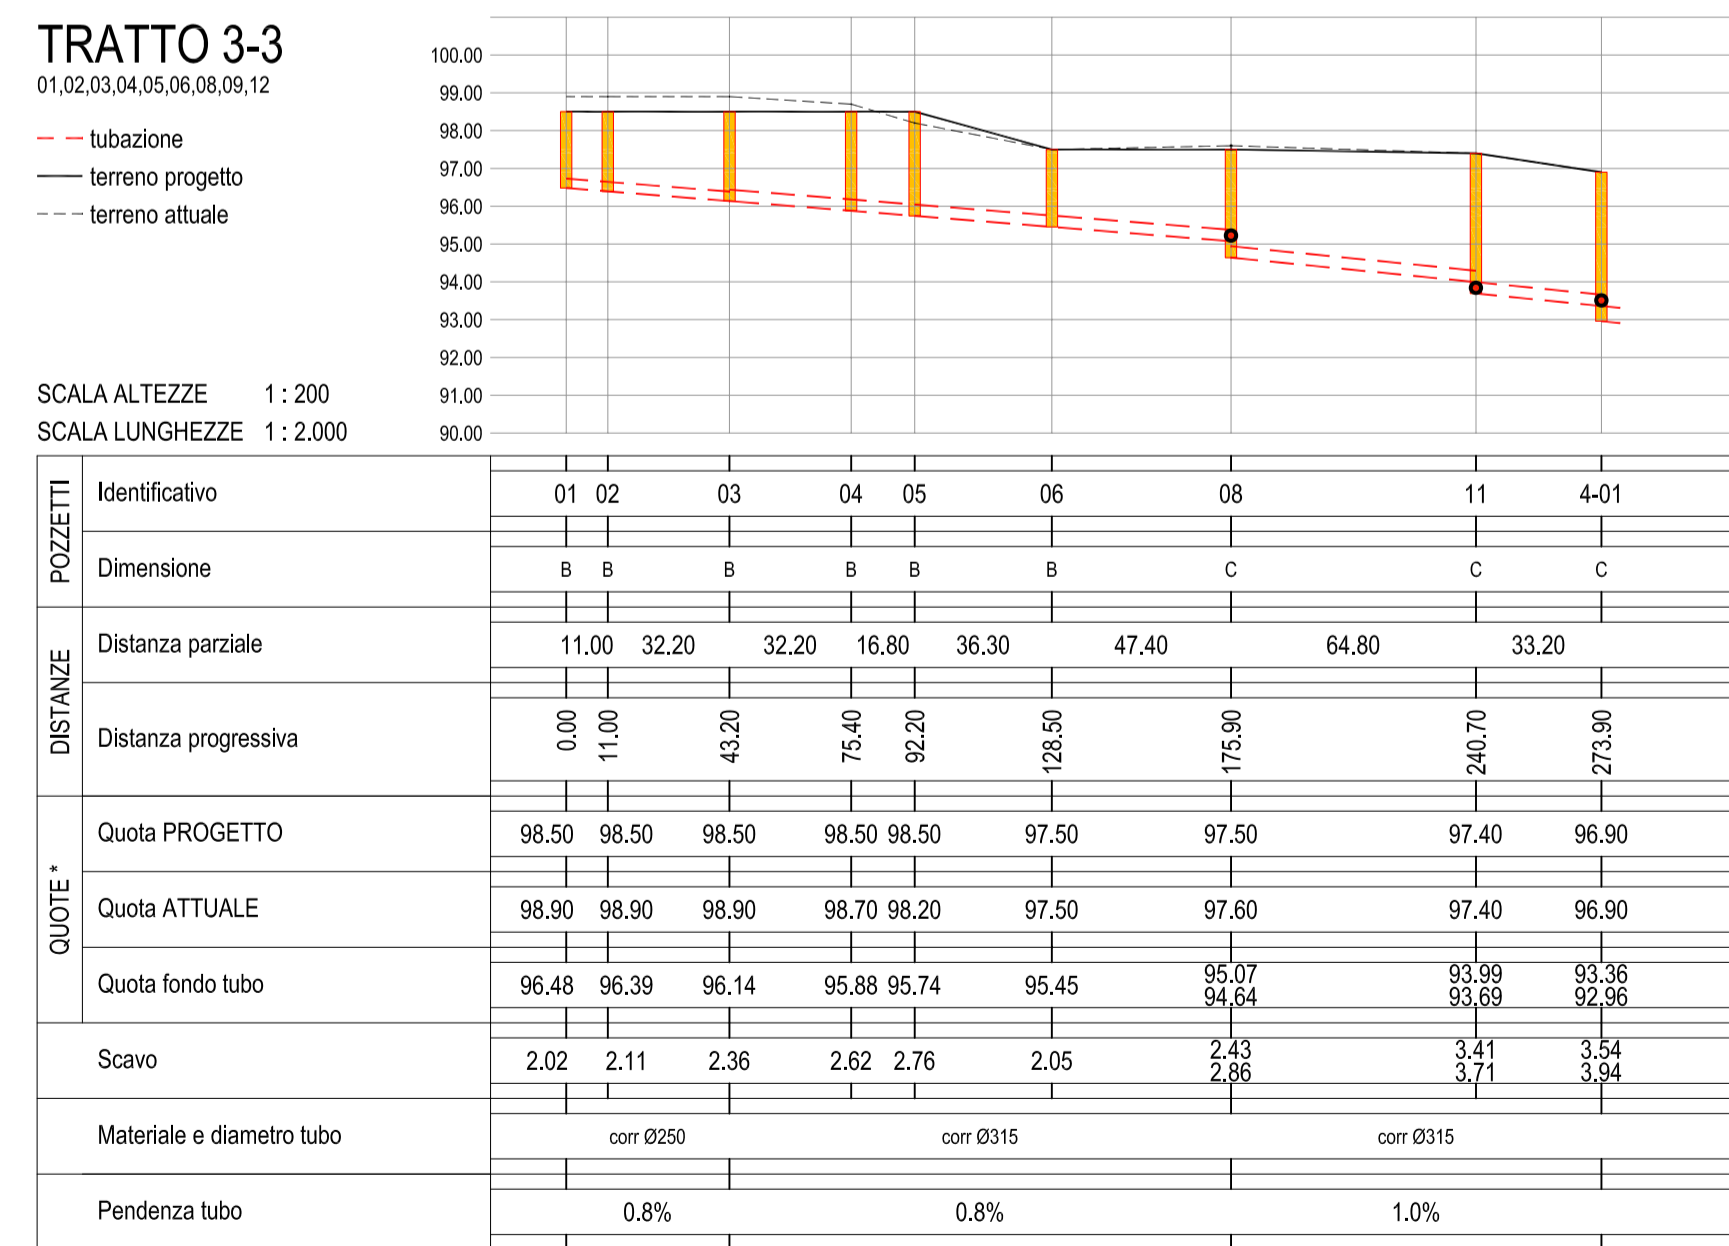 TRATTO 3-3
01,02,03,04,05,06,08,09,12
tubazione
terreno progetto
terreno attuale
SCALA ALTEZZE 1 : 200
SCALA LUNGHEZZE 1 : 2.000
100.00
99.00
98.00
97.00
96.00
95.00
94.00
93.00
92.00
91.00
90.00
POZZETTI
Identificativo 01 02 03 04 05 06 08 11 4-01
Dimensione B B B B B B C C C
DISTANZE
Distanza parziale 11.00 32.20 32.20 16.80 36.30 47.40 64.80 33.20
Distanza progressiva 0.00 11.00 43.20 75.40 92.20 128.50 175.90 240.70 273.90
QUOTE *
Quota PROGETTO 98.50 98.50 98.50 98.50 98.50 97.50 97.50 97.40 96.90
Quota ATTUALE 98.90 98.90 98.90 98.70 98.20 97.50 97.60 97.40 96.90
Quota fondo tubo 96.48 96.39 96.14 95.88 95.74 95.45 95.07 93.99 93.36
94.64 93.69 92.96
Scavo 2.02 2.11 2.36 2.62 2.76 2.05 2.43 3.41 3.54
2.86 3.71 3.94
Materiale e diametro tubo corr Ø250 corr Ø315 corr Ø315
Pendenza tubo 0.8% 0.8% 1.0%